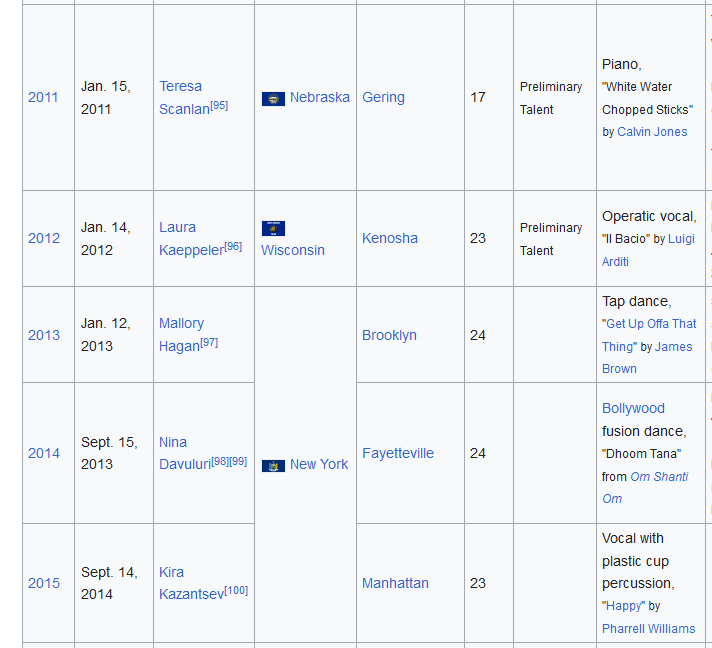 2011
Jan. 15,
2011
Teresa
Scanlan[95]
Nebraska
Gering
17
Preliminary
Talent
Piano,
"White Water
Chopped Sticks"
by Calvin Jones
2012
Jan. 14,
2012
Laura
Kaeppeler[96]
Wisconsin
Kenosha
23
Preliminary
Talent
Operatic vocal,
"Il Bacio" by Luigi
Arditi
2013
Jan. 12,
2013
Mallory
Hagan[97]
New York
Brooklyn
24
Tap dance,
"Get Up Offa That
Thing" by James
Brown
2014
Sept. 15,
2013
Nina
Davuluri[98][99]
Fayetteville
24
Bollywood
fusion dance,
"Dhoom Tana"
from Om Shanti
Om
2015
Sept. 14,
2014
Kira
Kazantsev[100]
Manhattan
23
Vocal with
plastic cup
percussion,
"Happy" by
Pharrell Williams